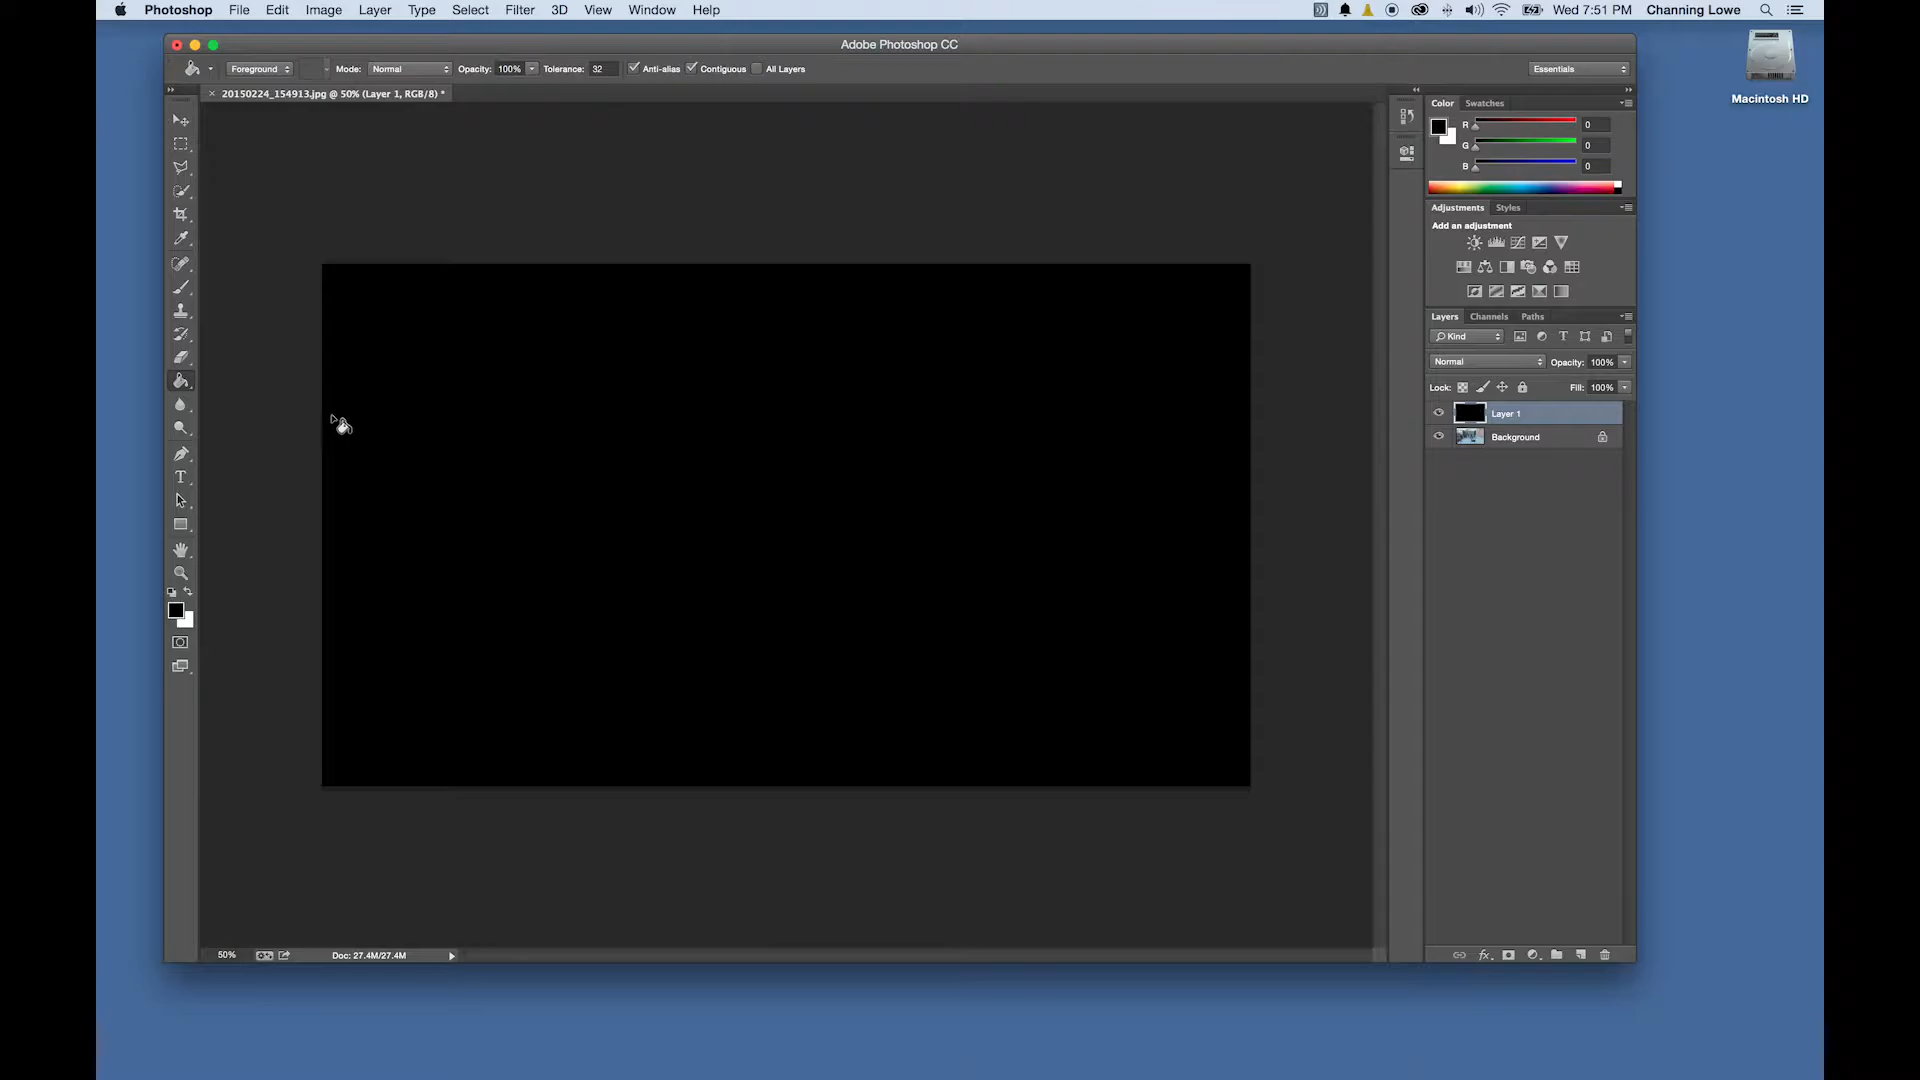 Photoshop File Edit Image Layer Type Select Filter 3D View Window Help Wed 7:51 PM Channing Lowe
Adobe Photoshop CC
Foreground Mode: Normal Opacity: 100% Tolerance: 32 Anti-alias Contiguous All Layers Essentials
20150224_154913.jpg @ 50% (Layer 1, RGB/8) *
Macintosh HD
Color Swatches
R 0
G 0
B 0
Adjustments Styles
Add an adjustment
Layers Channels Paths
Kind
Normal Opacity: 100%
Lock: Fill: 100%
Layer 1
Background
50% Doc: 27.4M/27.4M